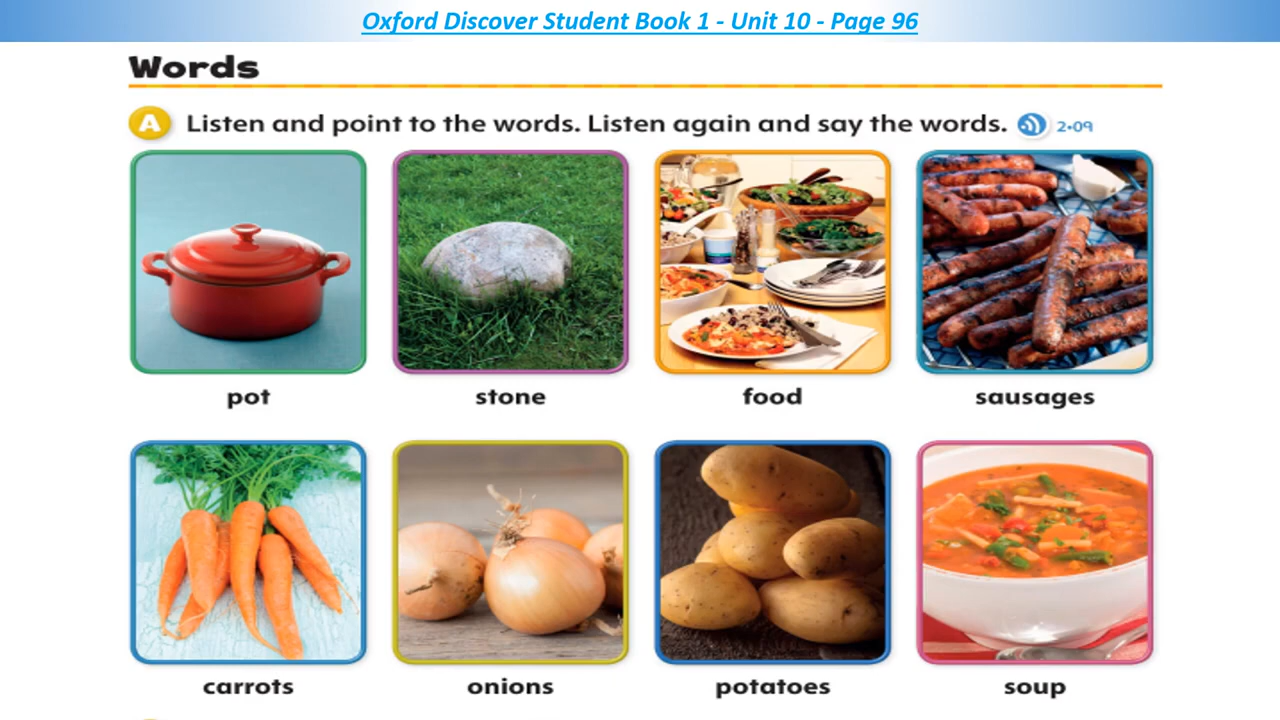 Oxford Discover Student Book 1 - Unit 10 - Page 96
Words
A Listen and point to the words. Listen again and say the words. 2·09
pot stone food sausages
carrots onions potatoes soup